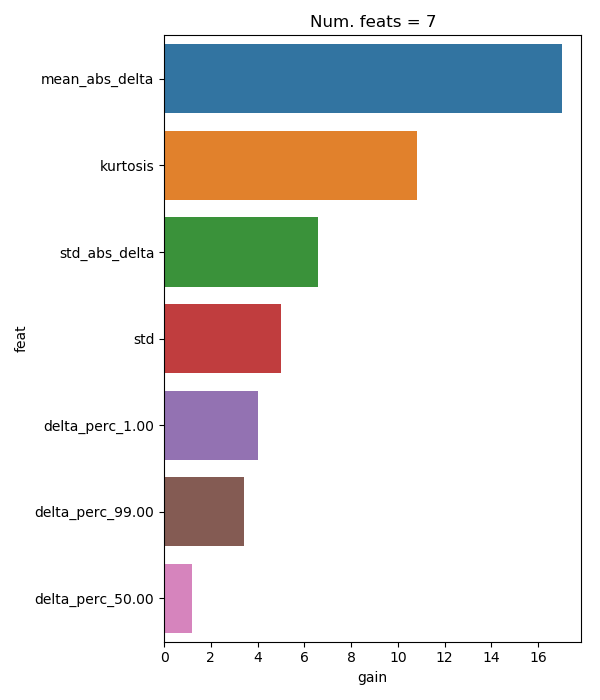 Num. feats = 7
mean_abs_delta
kurtosis
std_abs_delta
std
delta_perc_1.00
delta_perc_99.00
delta_perc_50.00
feat
0 2 4 6 8 10 12 14 16
gain